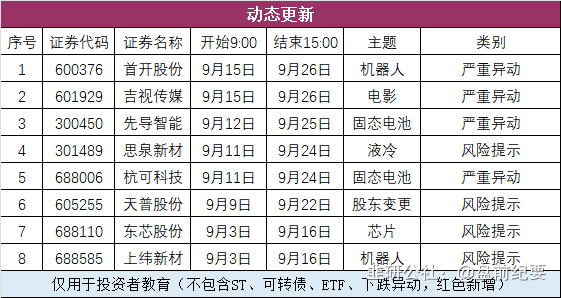 动态更新
序号 证券代码 证券名称 开始9:00 结束15:00 主题 类别
1 600376 首开股份 9月15日 9月26日 机器人 严重异动
2 601929 吉视传媒 9月15日 9月26日 电影 严重异动
3 300450 先导智能 9月12日 9月25日 固态电池 严重异动
4 301489 思泉新材 9月11日 9月24日 液冷 风险提示
5 688006 杭可科技 9月11日 9月24日 固态电池 严重异动
6 605255 天普股份 9月9日 9月22日 股东变更 风险提示
7 688110 东芯股份 9月3日 9月16日 芯片 风险提示
8 688585 上纬新材 9月3日 9月16日 机器人 风险提示
仅用于投资者教育（不包含ST、可转债、ETF、下跌异动，红色新增）
韭研公社：@盘前纪要